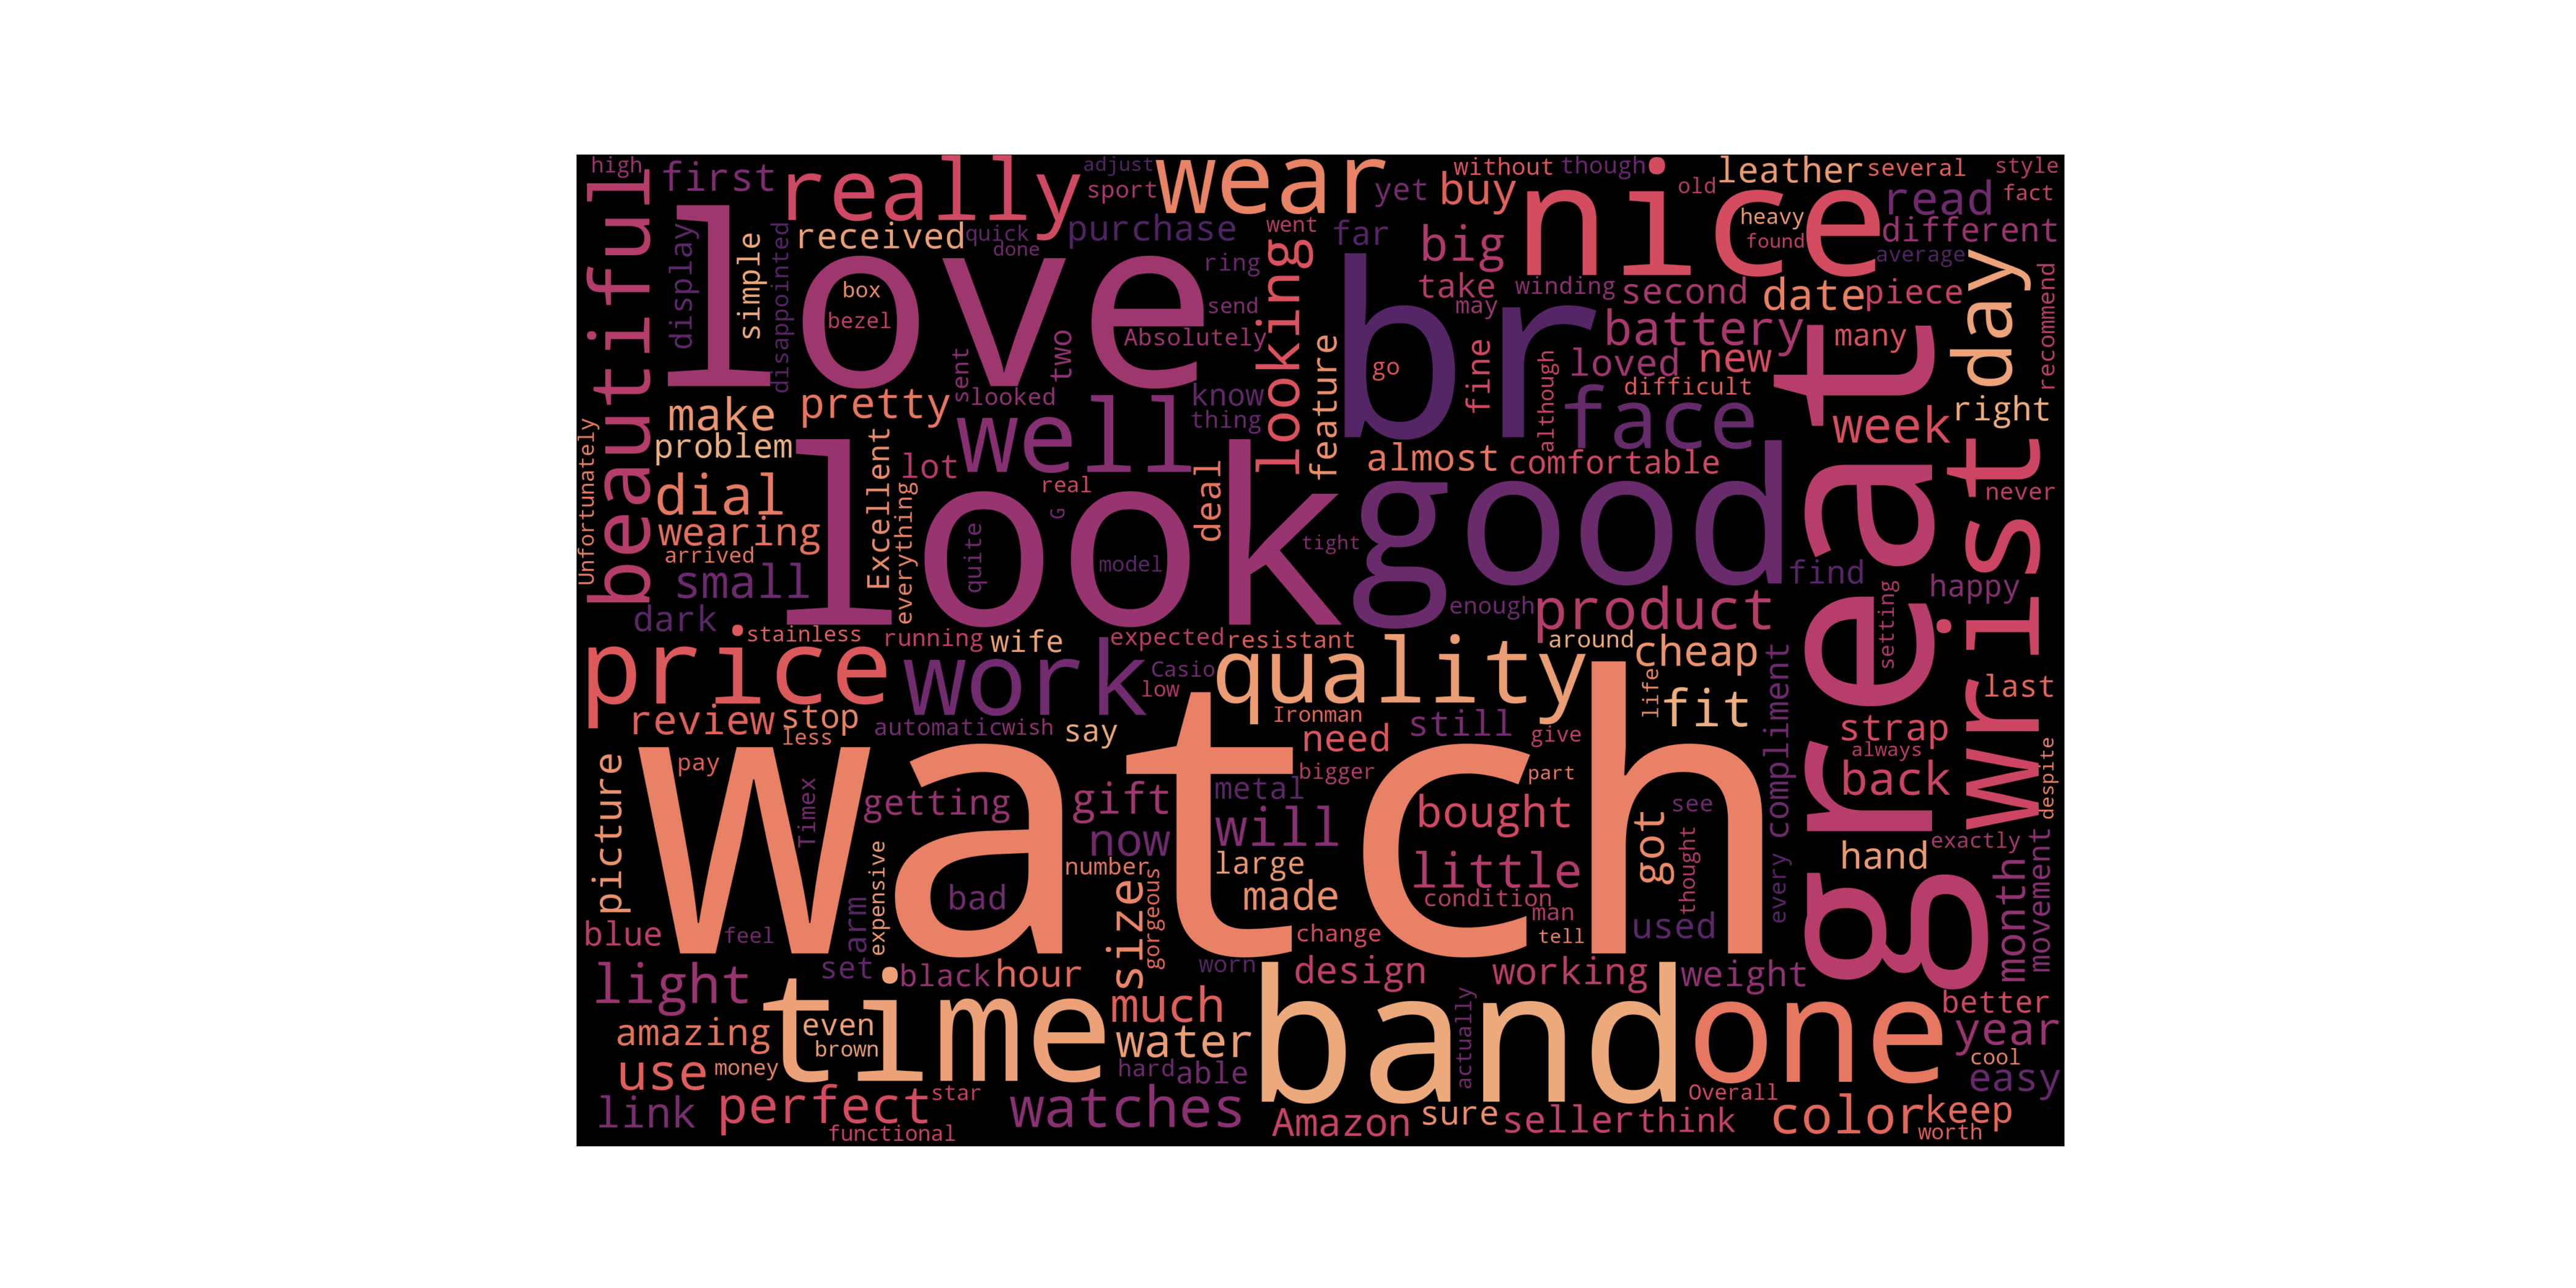 high
first
really
adjust
sport
wear
yet
buy
without
though
nice
old
leather
several
style
fact
read
heavy
found
different
average
beautiful
display
simple
disappointed
received
quick
done
purchase
went
far
big
love
box
bezel
ring
send
Absolutely
looking
br
take
may
winding
second
date
piece
day
recommend
battery
many
great
sent
two
looked
know
thing
feature
go
fine
although
loved
new
difficult
face
week
right
make
problem
pretty
well
Unfortunately
Excellent
everything
lot
look
real
G
quite
model
deal
tight
almost
comfortable
good
wrist
never
dial
wearing
arrived
small
dark
enough
product
find
setting
happy
stainless
running
wife
expected
resistant
around
cheap
price
work
Casio
low
quality
life
fit
compliment
last
review
stop
less
automatic
wish
say
Ironman
need
still
give
strap
always
back
despite
watch
picture
pay
Timex
getting
gift
metal
bigger
part
bought
got
see
thought
every
now
will
number
large
made
little
condition
man
tell
used
hand
exactly
month
movement
expensive
arm
bad
feel
blue
size
gorgeous
change
light
set
black
hour
worn
design
working
weight
much
better
year
amazing
even
brown
time
water
band
actually
one
cool
easy
use
money
hard
able
Overall
link
perfect
star
functional
watches
Amazon
sure
seller
think
color
keep
worth